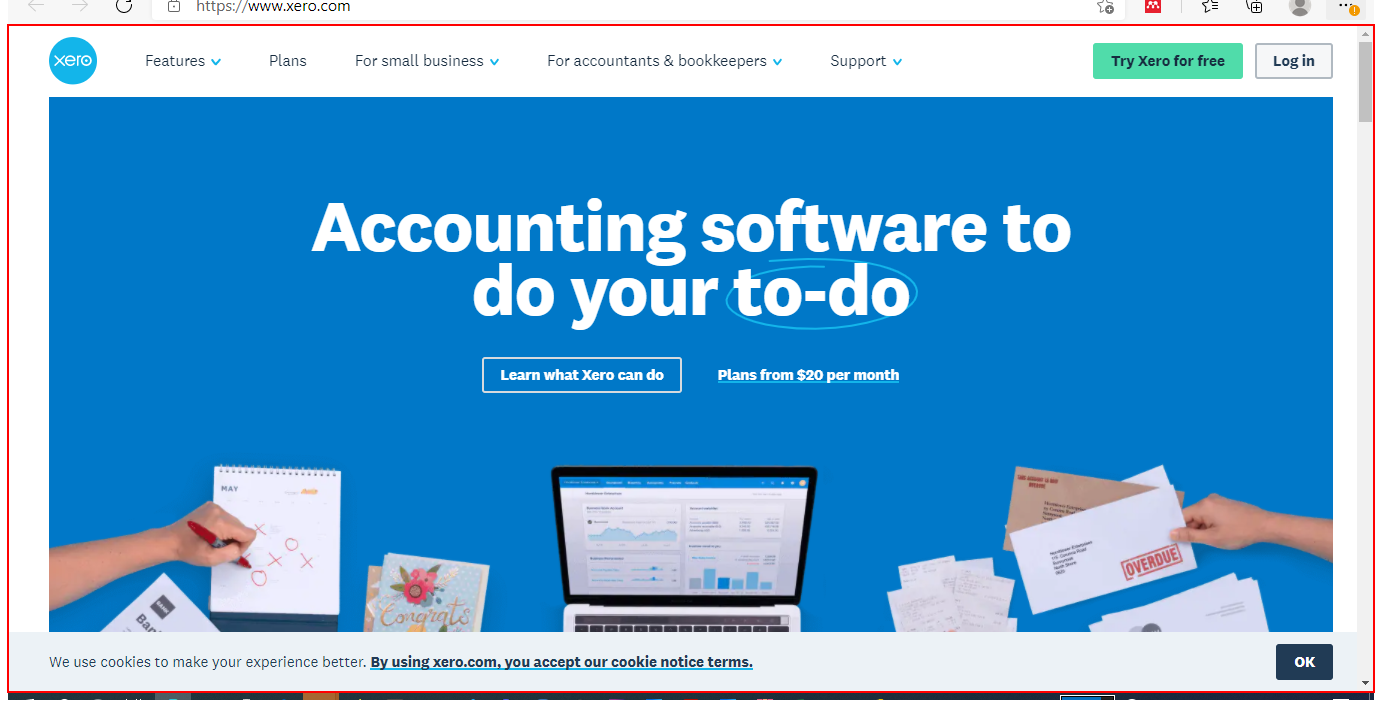 https://www.xero.com
xero
Features
Plans
For small business
For accountants & bookkeepers
Support
Try Xero for free
Log in
Accounting software to
do your to-do
Learn what Xero can do
Plans from $20 per month
MAY
Congrats
BANK
OVERDUE
We use cookies to make your experience better. By using xero.com, you accept our cookie notice terms.
OK